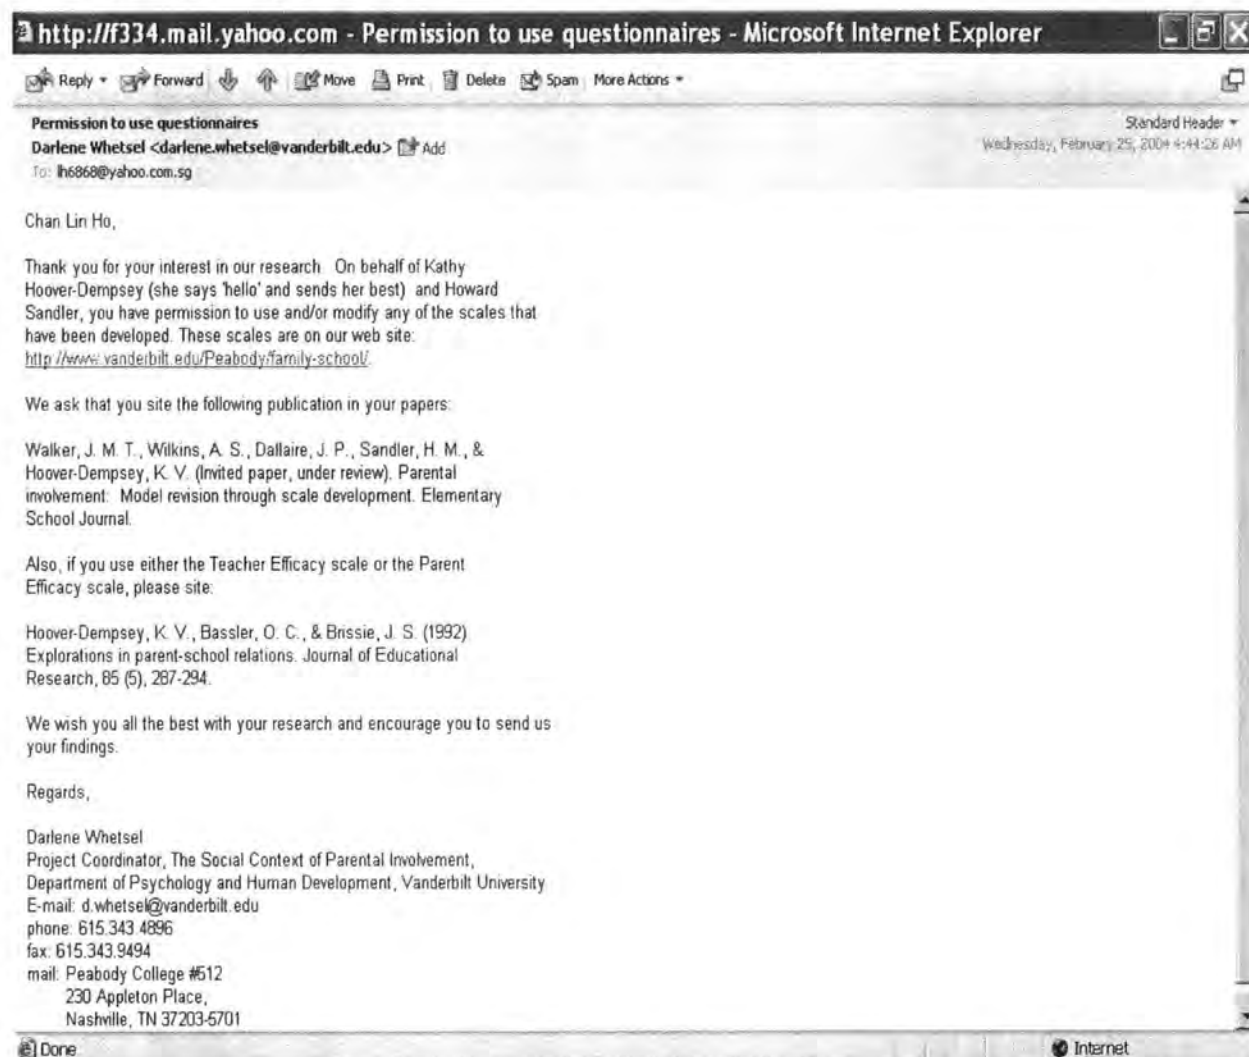 http://f334.mail.yahoo.com - Permission to use questionnaires - Microsoft Internet Explorer
Reply Forward Move Print Delete Spam More Actions
Permission to use questionnaires
Standard Header
Darlene Whetsel <darlene.whetsel@vanderbilt.edu> Add
Wednesday, February 25, 2004 4:44:26 AM
To: lh6868@yahoo.com.sg
Chan Lin Ho,
Thank you for your interest in our research. On behalf of Kathy
Hoover-Dempsey (she says 'hello' and sends her best) and Howard
Sandler, you have permission to use and/or modify any of the scales that
have been developed. These scales are on our web site:
http://www.vanderbilt.edu/Peabody/family-school/.
We ask that you site the following publication in your papers:
Walker, J. M. T., Wilkins, A. S., Dallaire, J. P., Sandler, H. M., &
Hoover-Dempsey, K. V. (Invited paper, under review). Parental
involvement: Model revision through scale development. Elementary
School Journal.
Also, if you use either the Teacher Efficacy scale or the Parent
Efficacy scale, please site:
Hoover-Dempsey, K. V., Bassler, O. C., & Brissie, J. S. (1992)
Explorations in parent-school relations. Journal of Educational
Research, 85 (5), 287-294.
We wish you all the best with your research and encourage you to send us
your findings.
Regards,
Darlene Whetsel
Project Coordinator, The Social Context of Parental Involvement,
Department of Psychology and Human Development, Vanderbilt University
E-mail: d.whetsel@vanderbilt.edu
phone: 615.343.4896
fax: 615.343.9494
mail: Peabody College #512
230 Appleton Place,
Nashville, TN 37203-5701
Done
Internet